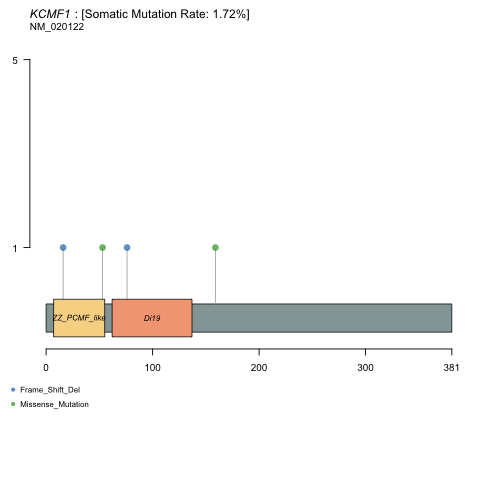 KCMF1 : [Somatic Mutation Rate: 1.72%]
NM_020122
5
1
ZZ_PCMF_like
Di19
0 100 200 300 381
Frame_Shift_Del
Missense_Mutation